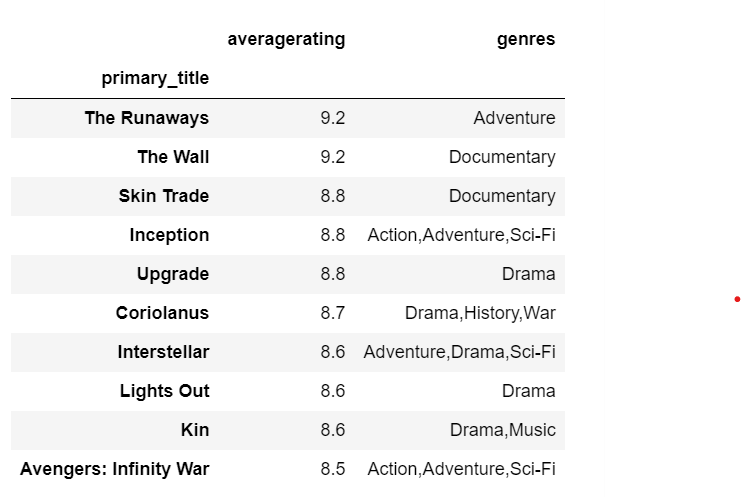 averagerating genres
primary_title
The Runaways 9.2 Adventure
The Wall 9.2 Documentary
Skin Trade 8.8 Documentary
Inception 8.8 Action,Adventure,Sci-Fi
Upgrade 8.8 Drama
Coriolanus 8.7 Drama,History,War
Interstellar 8.6 Adventure,Drama,Sci-Fi
Lights Out 8.6 Drama
Kin 8.6 Drama,Music
Avengers: Infinity War 8.5 Action,Adventure,Sci-Fi